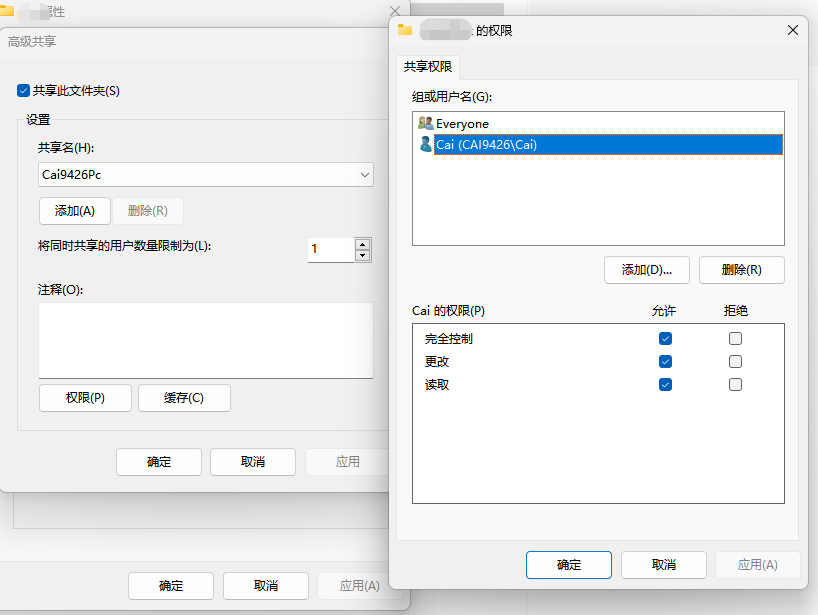 属性
高级共享
共享此文件夹(S)
设置
共享名(H):
Cai9426Pc
添加(A)
删除(R)
将同时共享的用户数量限制为(L):
1
注释(O):
权限(P)
缓存(C)
确定
取消
应用
确定
取消
应用(A)
的权限
共享权限
组或用户名(G):
Everyone
Cai (CAI9426\Cai)
添加(D)...
删除(R)
Cai 的权限(P)
允许
拒绝
完全控制
更改
读取
确定
取消
应用(A)